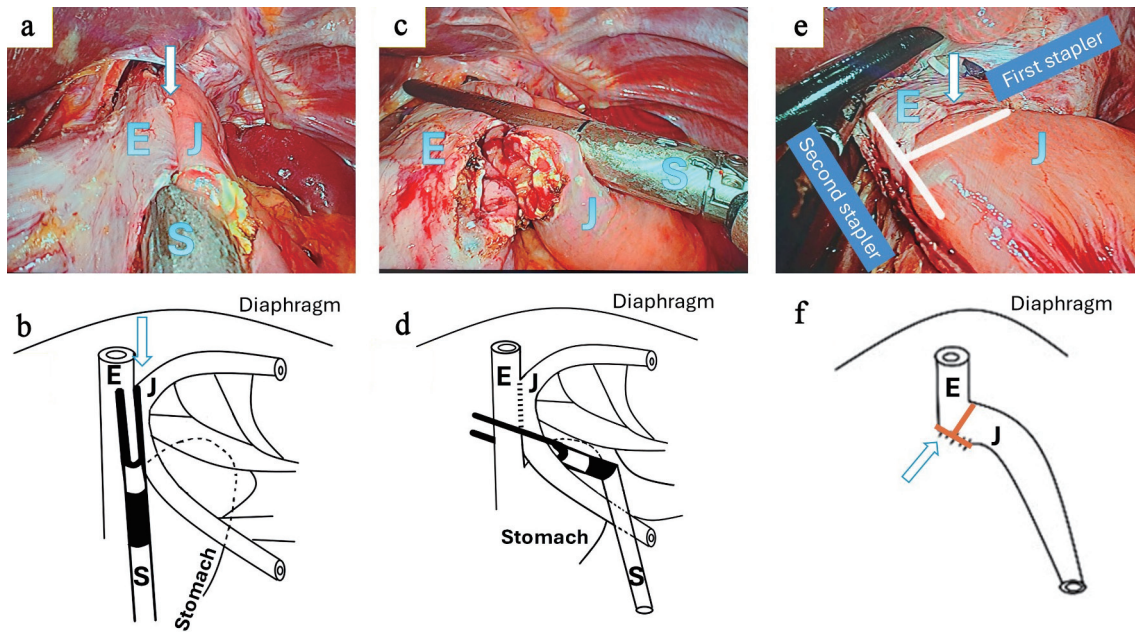 a
E
J
S
c
E
S
J
e
E
First stapler
J
Second stapler
b
Diaphragm
E
J
S
Stomach
d
Diaphragm
E
J
Stomach
S
f
Diaphragm
E
J